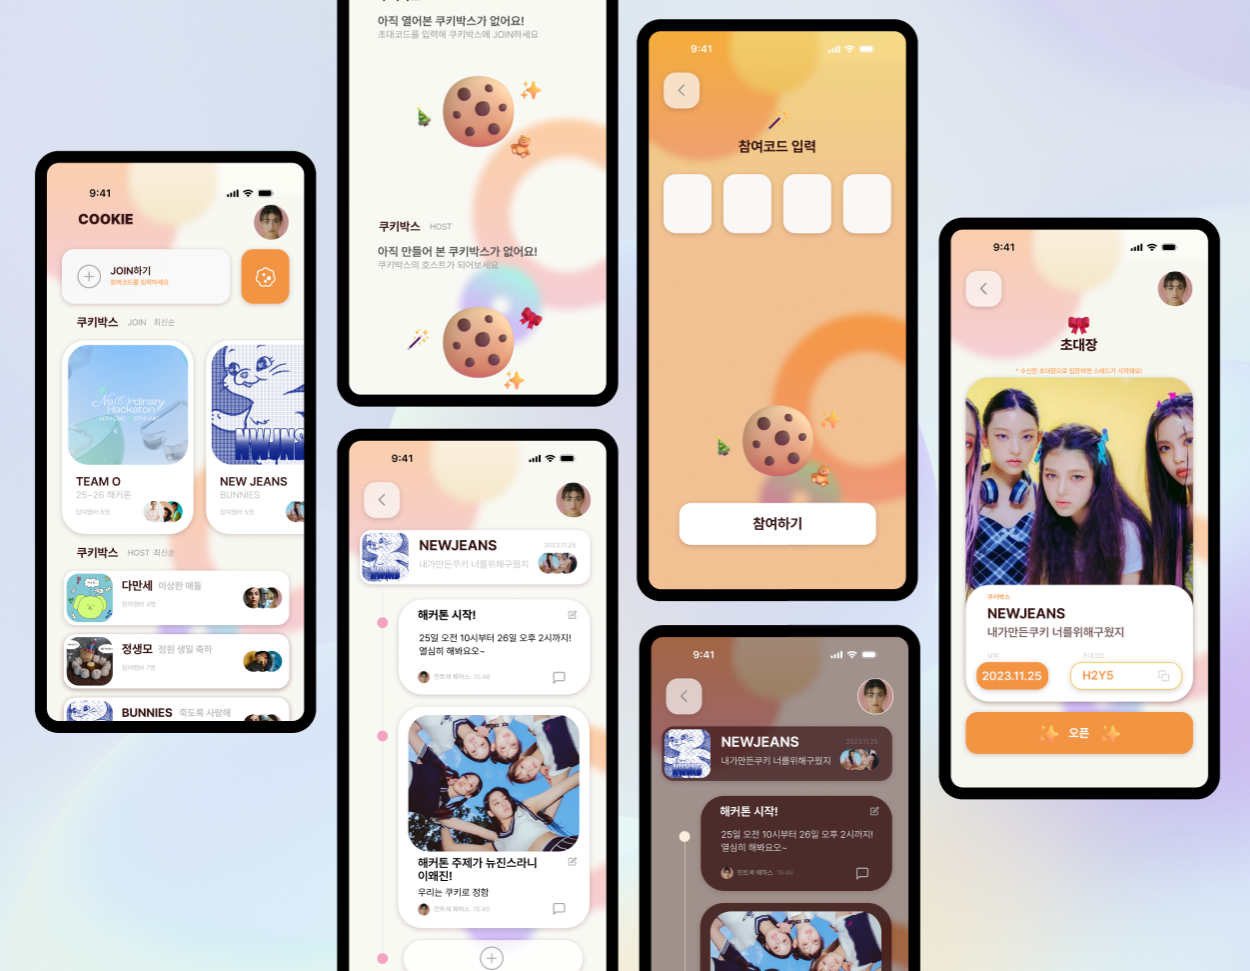 9:41
COOKIE
JOIN하기
참여코드를 입력하세요
쿠키박스 JOIN 최신순
No Ordinary
Hackaton
TEAM O
25-26 해커톤
참여멤버 6명
NWJNS
NEW JEANS
BUNNIES
참여멤버 5명
쿠키박스 HOST 최신순
다만세 이상한 애들
참여멤버 4명
정생모 정원 생일 축하
참여멤버 7명
BUNNIES 죽도록 사랑해
아직 열어본 쿠키박스가 없어요!
초대코드를 입력해 쿠키박스에 JOIN하세요
쿠키박스 HOST
아직 만들어 본 쿠키박스가 없어요!
쿠키박스의 호스트가 되어보세요
9:41
NEWJEANS
2023.11.25
내가만든쿠키 너를위해구웠지
해커톤 시작!
25일 오전 10시부터 26일 오후 2시까지!
열심히 해봐요오~
민트색 해파스 15:46
해커톤 주제가 뉴진스라니
이왜진!
우리는 쿠키로 정함
민트색 해파스 15:46
9:41
참여코드 입력
참여하기
9:41
NEWJEANS
2023.11.25
내가만든쿠키 너를위해구웠지
해커톤 시작!
25일 오전 10시부터 26일 오후 2시까지!
열심히 해봐요오~
민트색 해파스 15:46
9:41
초대장
* 수신한 초대장으로 입장하면 스레드가 시작돼요!
쿠키박스
NEWJEANS
내가만든쿠키 너를위해구웠지
날짜
초대코드
2023.11.25
H2Y5
오픈